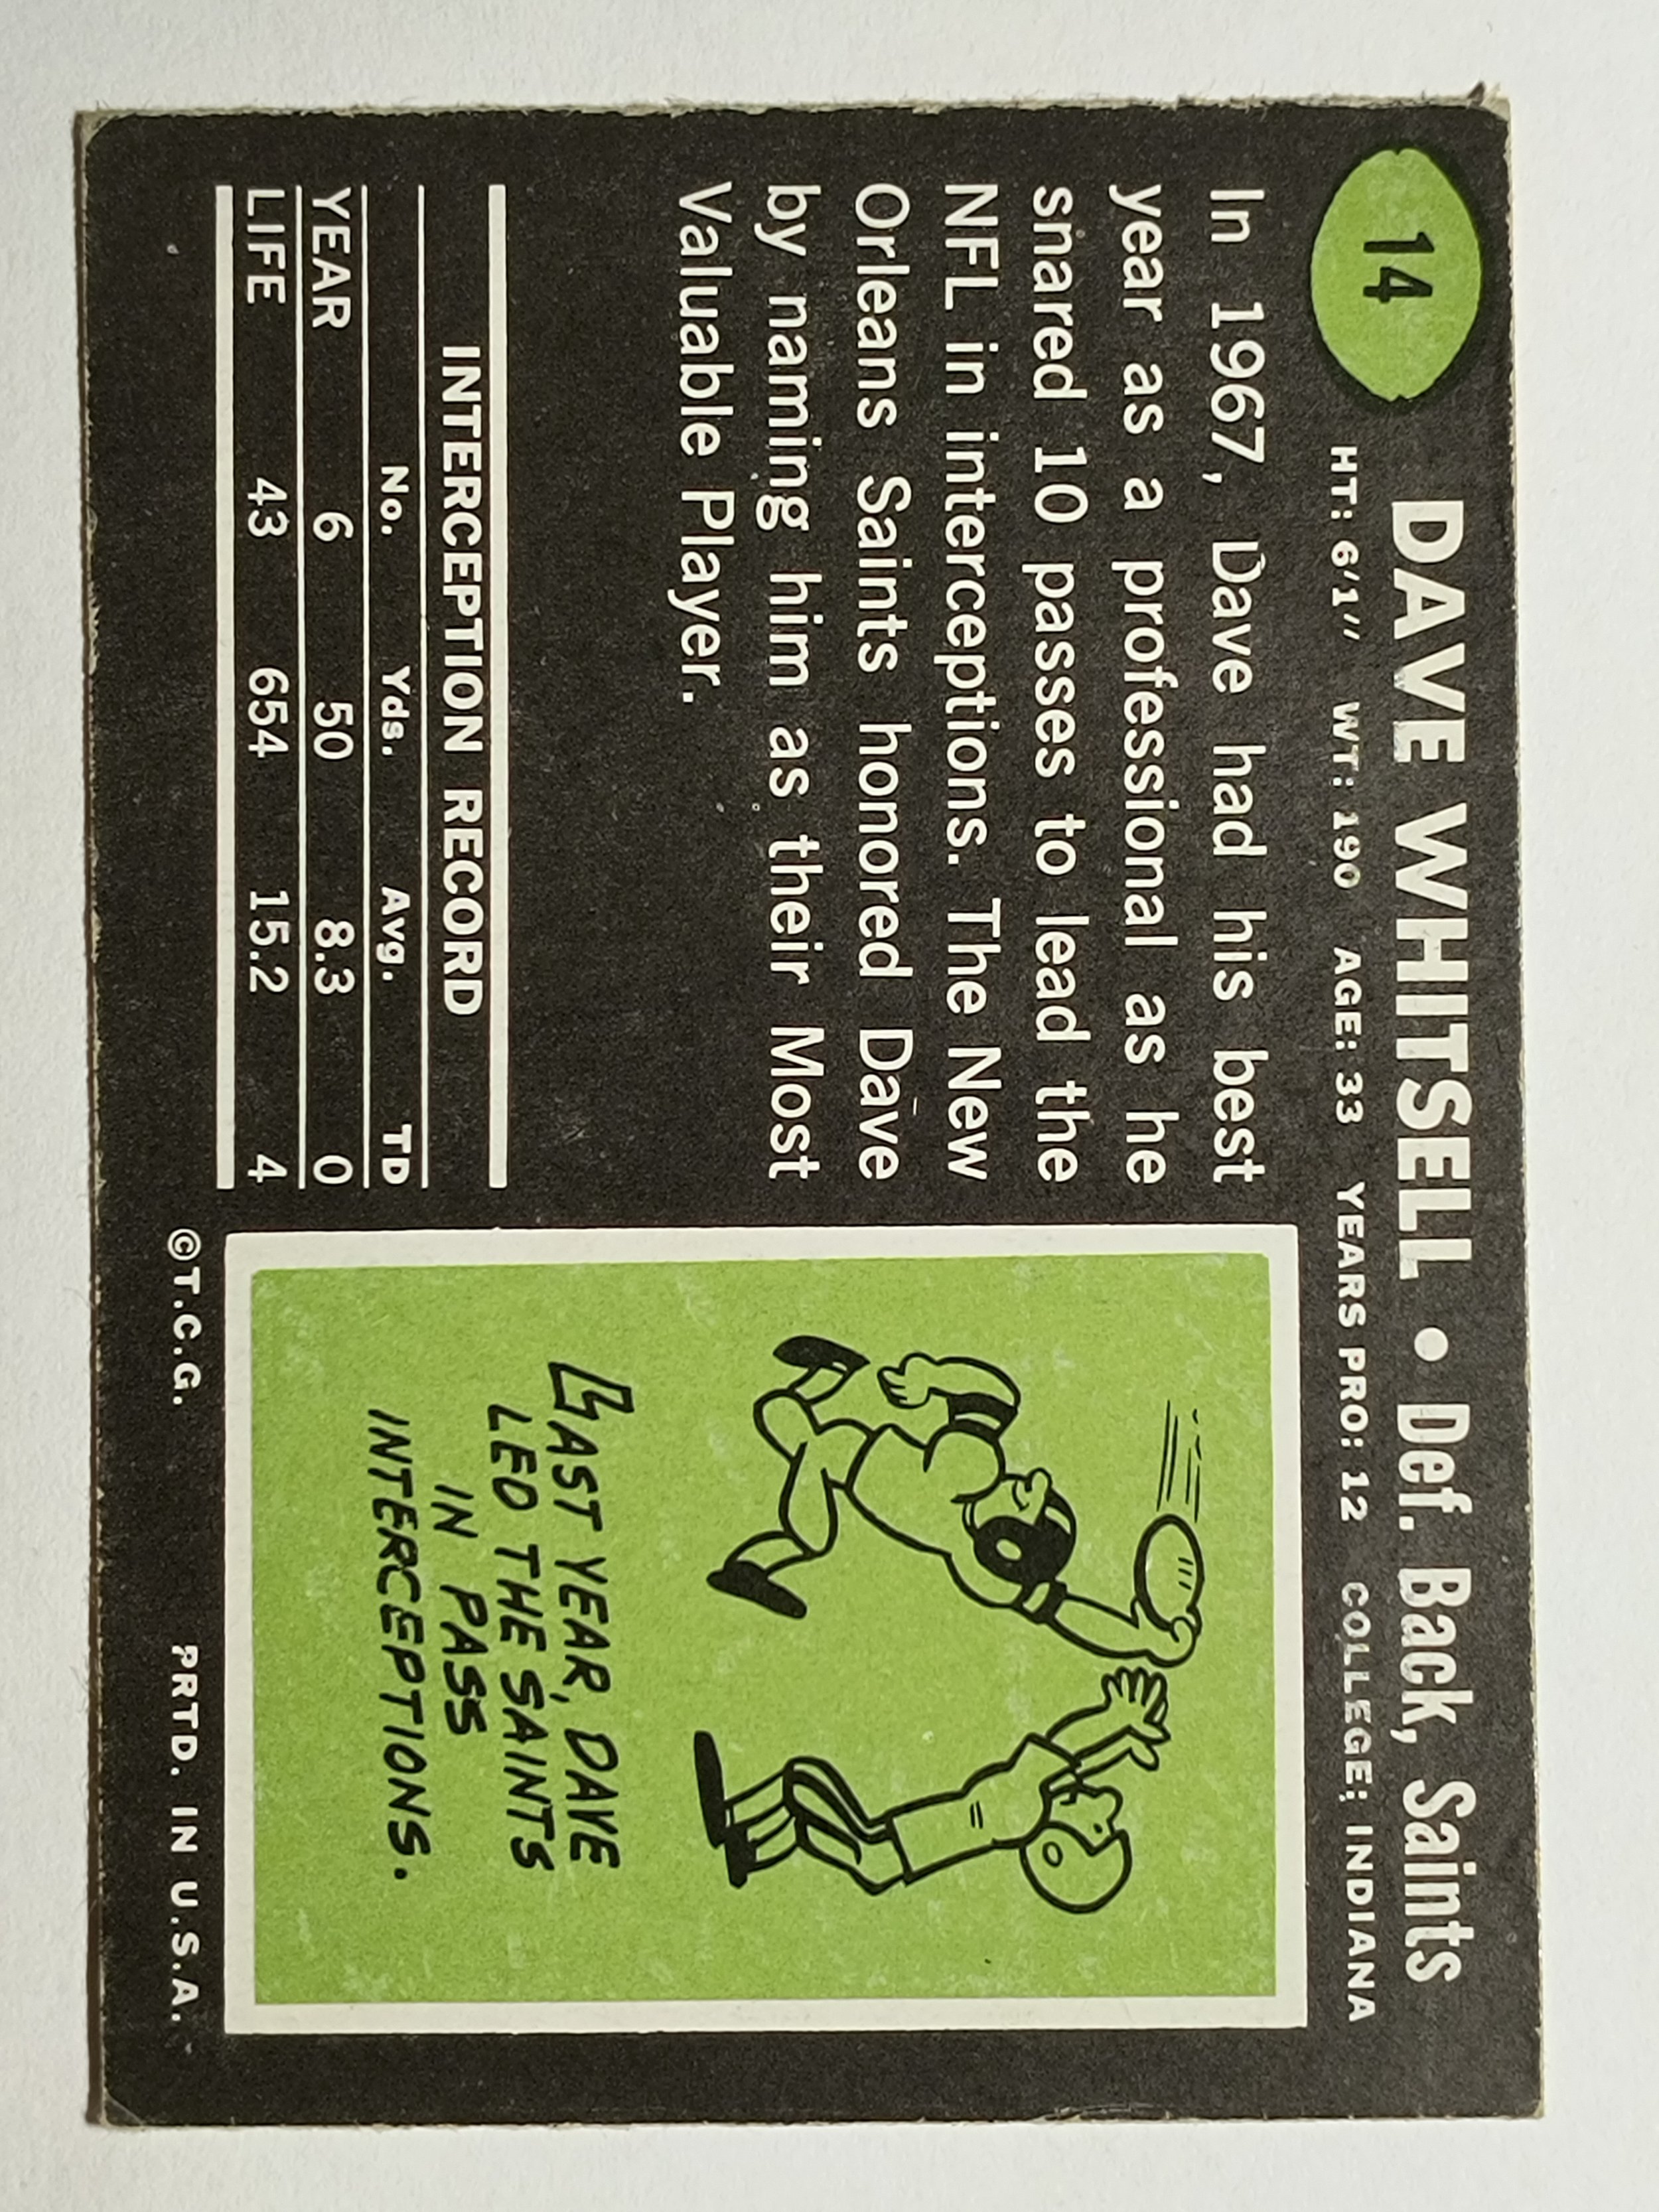 14
DAVE WHITSELL • Def. Back, Saints
HT: 6'1" WT: 190 AGE: 33 YEARS PRO: 12 COLLEGE: INDIANA
In 1967, Dave had his best
year as a professional as he
snared 10 passes to lead the
NFL in interceptions. The New
Orleans Saints honored Dave
by naming him as their Most
Valuable Player.
INTERCEPTION RECORD
No. Yds. Avg. TD
YEAR 6 50 8.3 0
LIFE 43 654 15.2 4
LAST YEAR, DAVE
LED THE SAINTS
IN PASS
INTERCEPTIONS.
©T.C.G. PRTD. IN U.S.A.